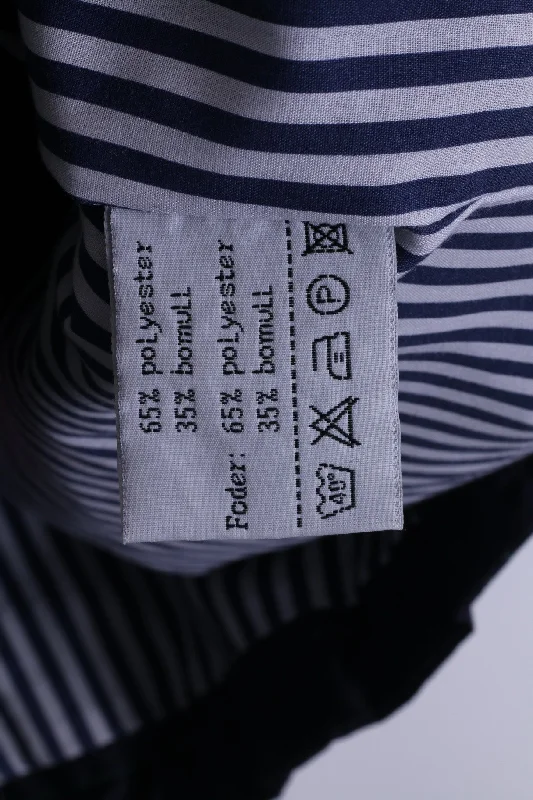 65% polyester
35% bomull
Foder: 65% polyester
35% bomull
40°
P